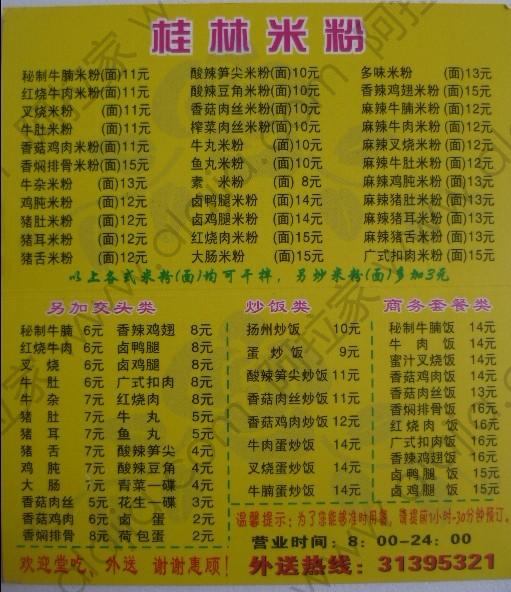 桂林米粉
秘制牛腩米粉(面)11元 酸辣笋尖米粉(面)10元 多味米粉 (面)13元
红烧牛肉米粉(面)11元 酸辣豆角米粉(面)10元 香辣鸡翅米粉(面)15元
叉烧米粉 (面)11元 香菇肉丝米粉(面)10元 麻辣牛腩米粉(面)12元
牛肚米粉 (面)11元 榨菜肉丝米粉(面)10元 麻辣牛肉米粉(面)12元
香菇鸡肉米粉(面)11元 牛丸米粉 (面)10元 麻辣叉烧米粉(面)12元
香焖排骨米粉(面)15元 鱼丸米粉 (面)10元 麻辣牛肚米粉(面)12元
牛杂米粉 (面)13元 素 米粉 (面) 8元 麻辣鸡肫米粉(面)13元
鸡肫米粉 (面)12元 卤鸭腿米粉(面)14元 麻辣猪肚米粉(面)13元
猪肚米粉 (面)12元 卤鸡腿米粉(面)14元 麻辣猪耳米粉(面)13元
猪耳米粉 (面)12元 红烧肉米粉(面)15元 麻辣猪舌米粉(面)13元
猪舌米粉 (面)12元 大肠米粉 (面)15元 广式扣肉米粉(面)15元
以上各式米粉(面)均可干拌，另炒米粉(面)多加3元
另加交头类 炒饭类 商务套餐类
秘制牛腩 6元 香辣鸡翅 8元
红烧牛肉 6元 卤鸭腿 8元
叉 烧 6元 卤鸡腿 8元
牛 肚 6元 广式扣肉 8元
牛 杂 7元 红烧肉 8元
猪 肚 7元 牛 丸 5元
猪 耳 7元 鱼 丸 5元
猪 舌 7元 酸辣笋尖 4元
鸡 肫 7元 酸辣豆角 4元
大 肠 7元 青菜一碟 4元
香菇肉丝 5元 花生一碟 3元
香菇鸡肉 6元 卤 蛋 2元
香焖排骨 8元 荷包蛋 2元
扬州炒饭 10元
蛋 炒 饭 9元
酸辣笋尖炒饭 11元
香菇肉丝炒饭 11元
香菇鸡肉炒饭 12元
牛肉蛋炒饭 14元
叉烧蛋炒饭 14元
牛腩蛋炒饭 14元
秘制牛腩饭 14元
牛 肉 饭 14元
蜜汁叉烧饭 14元
香菇鸡肉饭 14元
香菇肉丝饭 13元
香焖排骨饭 16元
红 烧 肉 饭 16元
广式扣肉饭 16元
香辣鸡翅饭 16元
卤 鸭 腿 饭 15元
卤 鸡 腿 饭 15元
温馨提示：为了您能够准时用餐，请提前1小时-30分钟预订。
营业时间：8：00-24：00
欢迎堂吃、外送 谢谢惠顾！ 外送热线：31395321